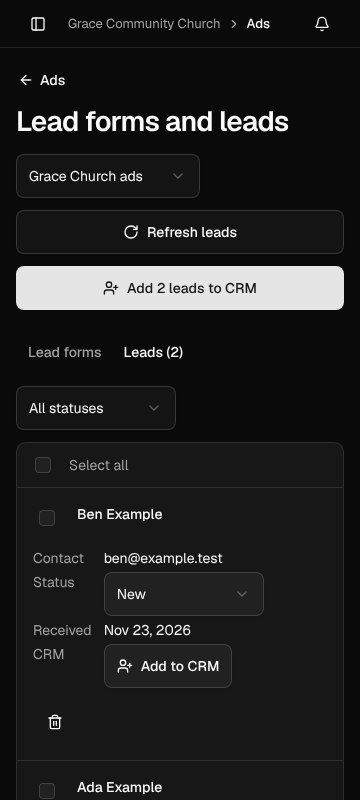 Grace Community Church > Ads
Ads
Lead forms and leads
Grace Church ads
Refresh leads
Add 2 leads to CRM
Lead forms Leads (2)
All statuses
Select all
Ben Example
Contact ben@example.test
Status New
Received Nov 23, 2026
CRM Add to CRM
Ada Example